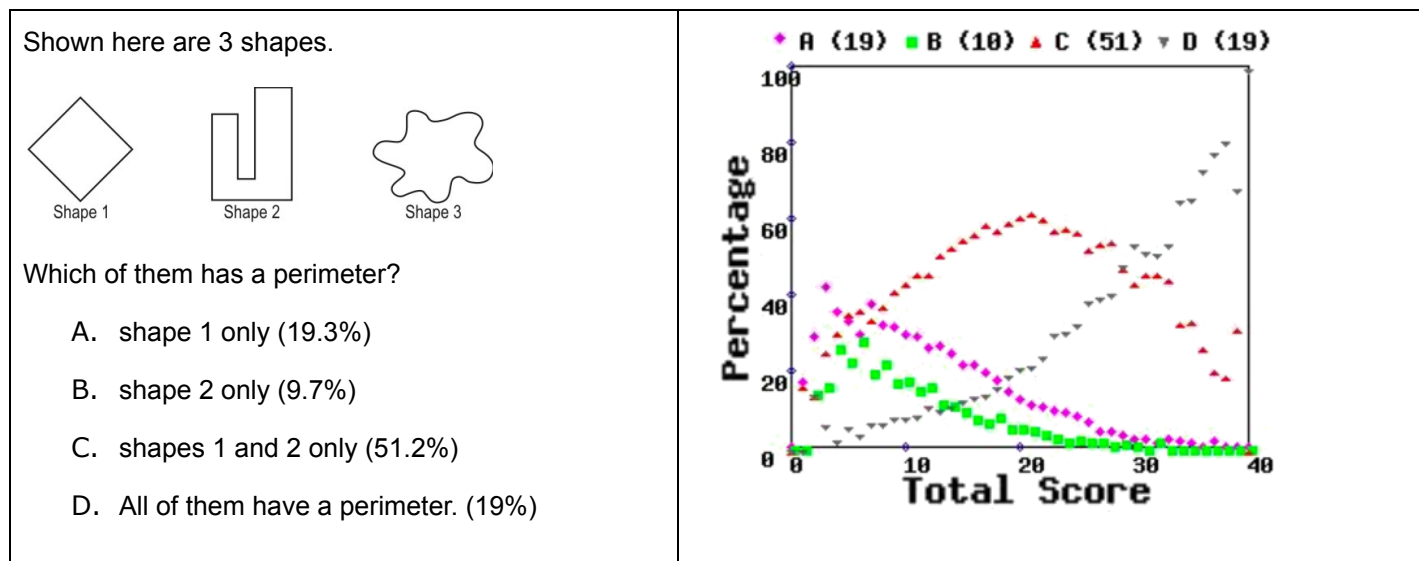 Shown here are 3 shapes.
Shape 1
Shape 2
Shape 3
Which of them has a perimeter?
A. shape 1 only (19.3%)
B. shape 2 only (9.7%)
C. shapes 1 and 2 only (51.2%)
D. All of them have a perimeter. (19%)
A (19) B (10) C (51) D (19)
100
80
60
40
20
0
Percentage
0 10 20 30 40
Total Score